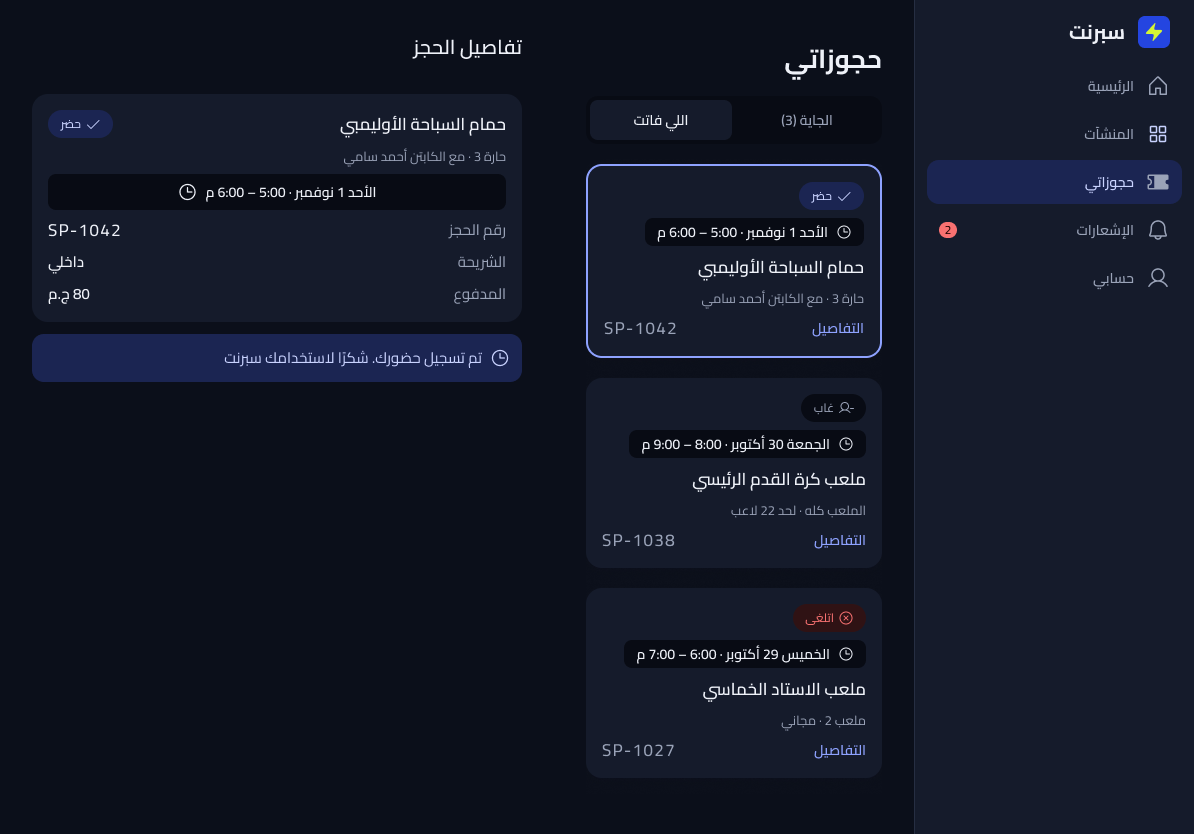 سبرنت
الرئيسية
المنشآت
حجوزاتي
الإشعارات
2
حسابي
حجوزاتي
الجاية (3)
اللي فاتت
حضر
الأحد 1 نوفمبر · 5:00 – 6:00 م
حمام السباحة الأوليمبي
حارة 3 · مع الكابتن أحمد سامي
التفاصيل
SP-1042
غاب
الجمعة 30 أكتوبر · 8:00 – 9:00 م
ملعب كرة القدم الرئيسي
الملعب كله · لحد 22 لاعب
التفاصيل
SP-1038
اتلغى
الخميس 29 أكتوبر · 6:00 – 7:00 م
ملعب الاستاد الخماسي
ملعب 2 · مجاني
التفاصيل
SP-1027
تفاصيل الحجز
حمام السباحة الأوليمبي
حضر
حارة 3 · مع الكابتن أحمد سامي
الأحد 1 نوفمبر · 5:00 – 6:00 م
رقم الحجز
SP-1042
الشريحة
داخلي
المدفوع
80 ج.م
تم تسجيل حضورك. شكرًا لاستخدامك سبرنت